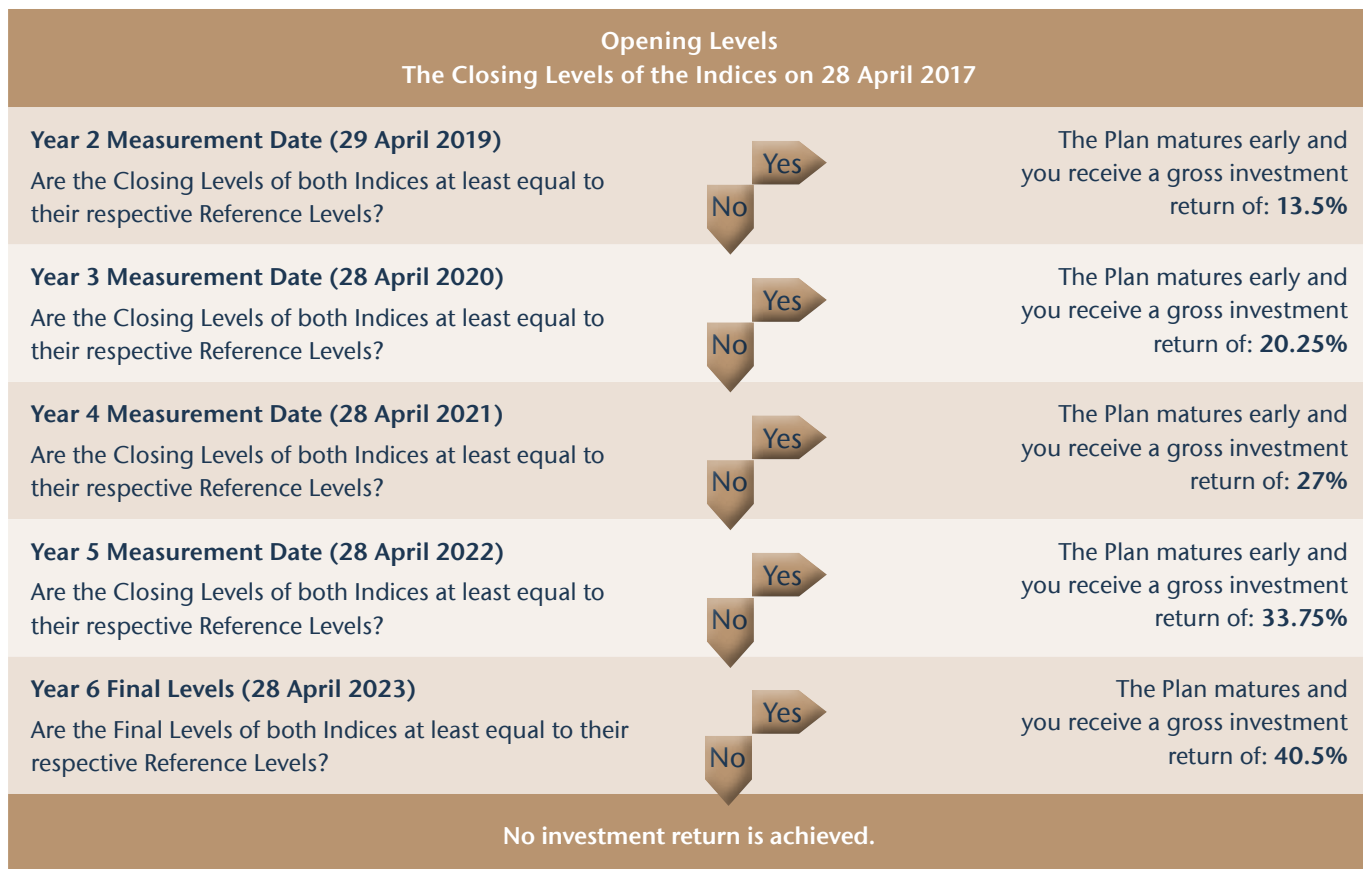 Opening Levels
The Closing Levels of the Indices on 28 April 2017
Year 2 Measurement Date (29 April 2019)
Are the Closing Levels of both Indices at least equal to
their respective Reference Levels?
Yes
No
The Plan matures early and
you receive a gross investment
return of: 13.5%
Year 3 Measurement Date (28 April 2020)
Are the Closing Levels of both Indices at least equal to
their respective Reference Levels?
Yes
No
The Plan matures early and
you receive a gross investment
return of: 20.25%
Year 4 Measurement Date (28 April 2021)
Are the Closing Levels of both Indices at least equal to
their respective Reference Levels?
Yes
No
The Plan matures early and
you receive a gross investment
return of: 27%
Year 5 Measurement Date (28 April 2022)
Are the Closing Levels of both Indices at least equal to
their respective Reference Levels?
Yes
No
The Plan matures early and
you receive a gross investment
return of: 33.75%
Year 6 Final Levels (28 April 2023)
Are the Final Levels of both Indices at least equal to their
respective Reference Levels?
Yes
No
The Plan matures and
you receive a gross investment
return of: 40.5%
No investment return is achieved.